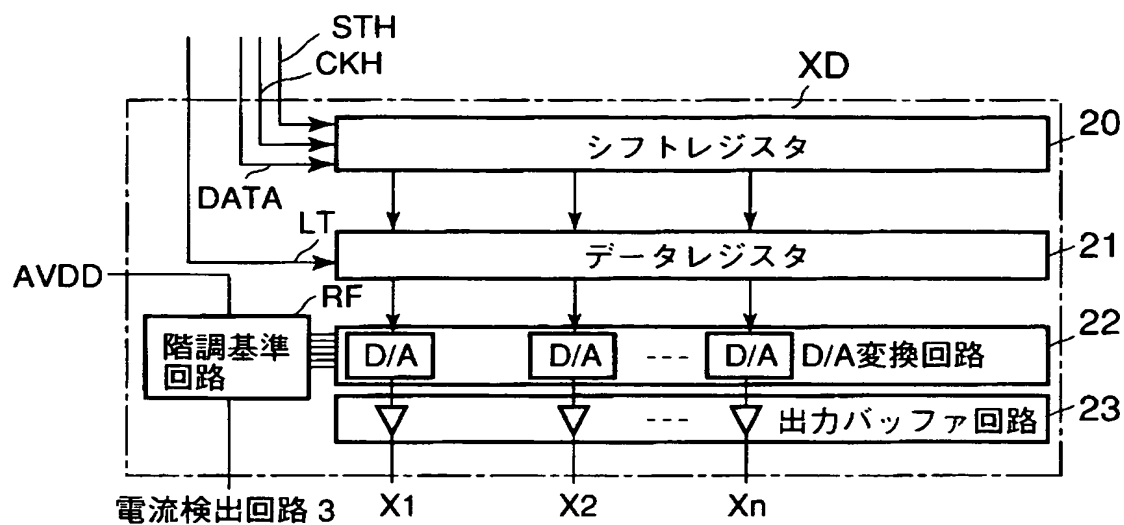 STH
CKH
XD
シフトレジスタ
20
DATA
LT
データレジスタ
21
AVDD
RF
階調基準
回路
D/A
D/A
---
D/A
D/A変換回路
22
---
出力バッファ回路
23
電流検出回路3
X1
X2
Xn